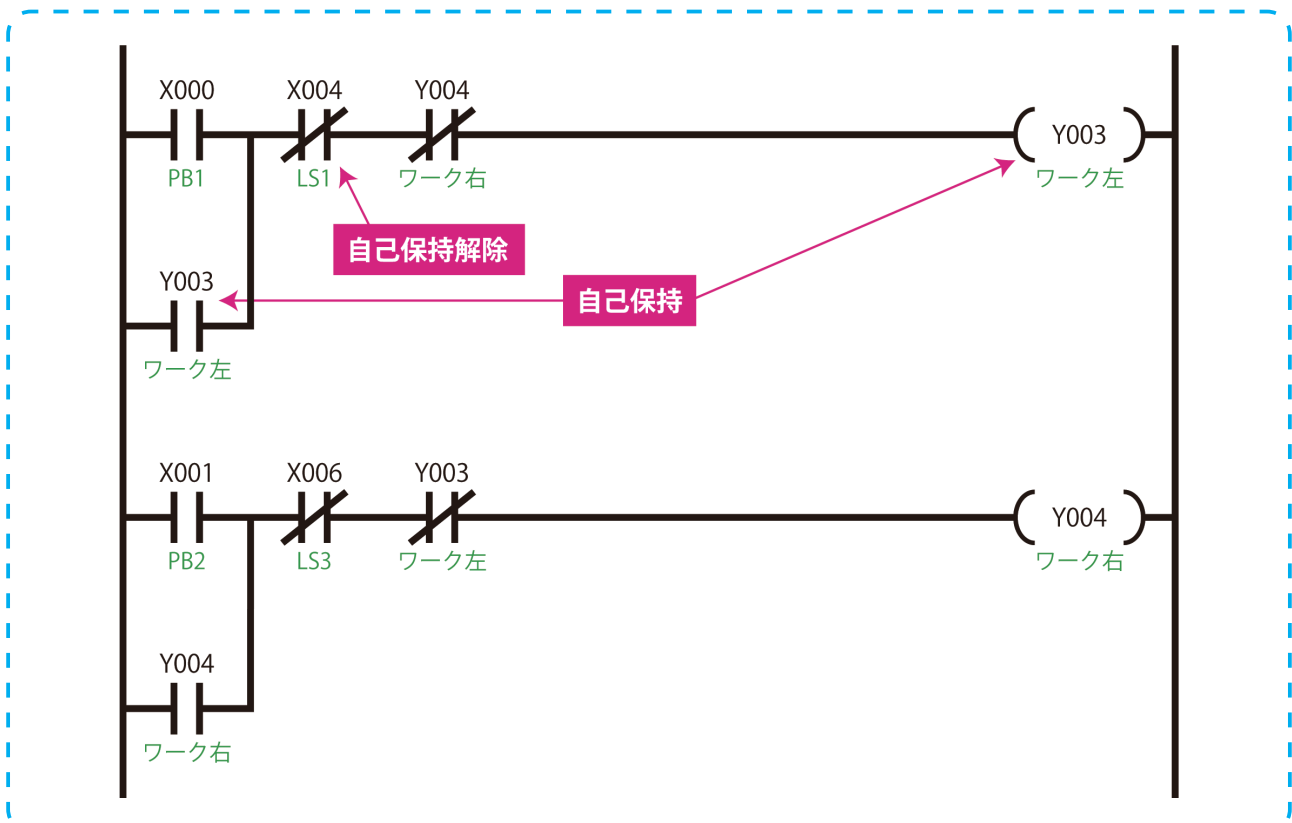 X000 X004 Y004
Y003
PB1 LS1 ワーク右 ワーク左
自己保持解除
Y003
自己保持
ワーク左
X001 X006 Y003
Y004
PB2 LS3 ワーク左 ワーク右
Y004
ワーク右